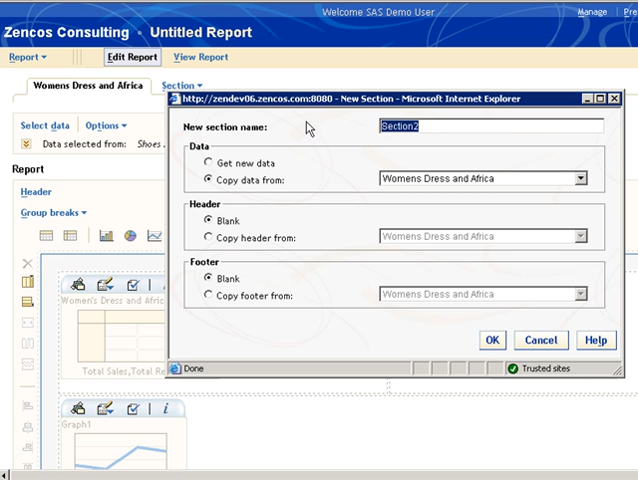 Welcome SAS Demo User
Manage
Pre
Zencos Consulting · Untitled Report
Report
Edit Report
View Report
Womens Dress and Africa
Section
http://zendev06.zencos.com:8080 - New Section - Microsoft Internet Explorer
New section name:
Section2
Select data
Options
Data selected from: Shoes.
Data
Get new data
Copy data from:
Womens Dress and Africa
Report
Header
Group breaks
Header
Blank
Copy header from:
Womens Dress and Africa
Footer
Blank
Copy footer from:
Womens Dress and Africa
Women's Dress and Afric
OK
Cancel
Help
Done
Trusted sites
Total Sales,Total Re
Graph1